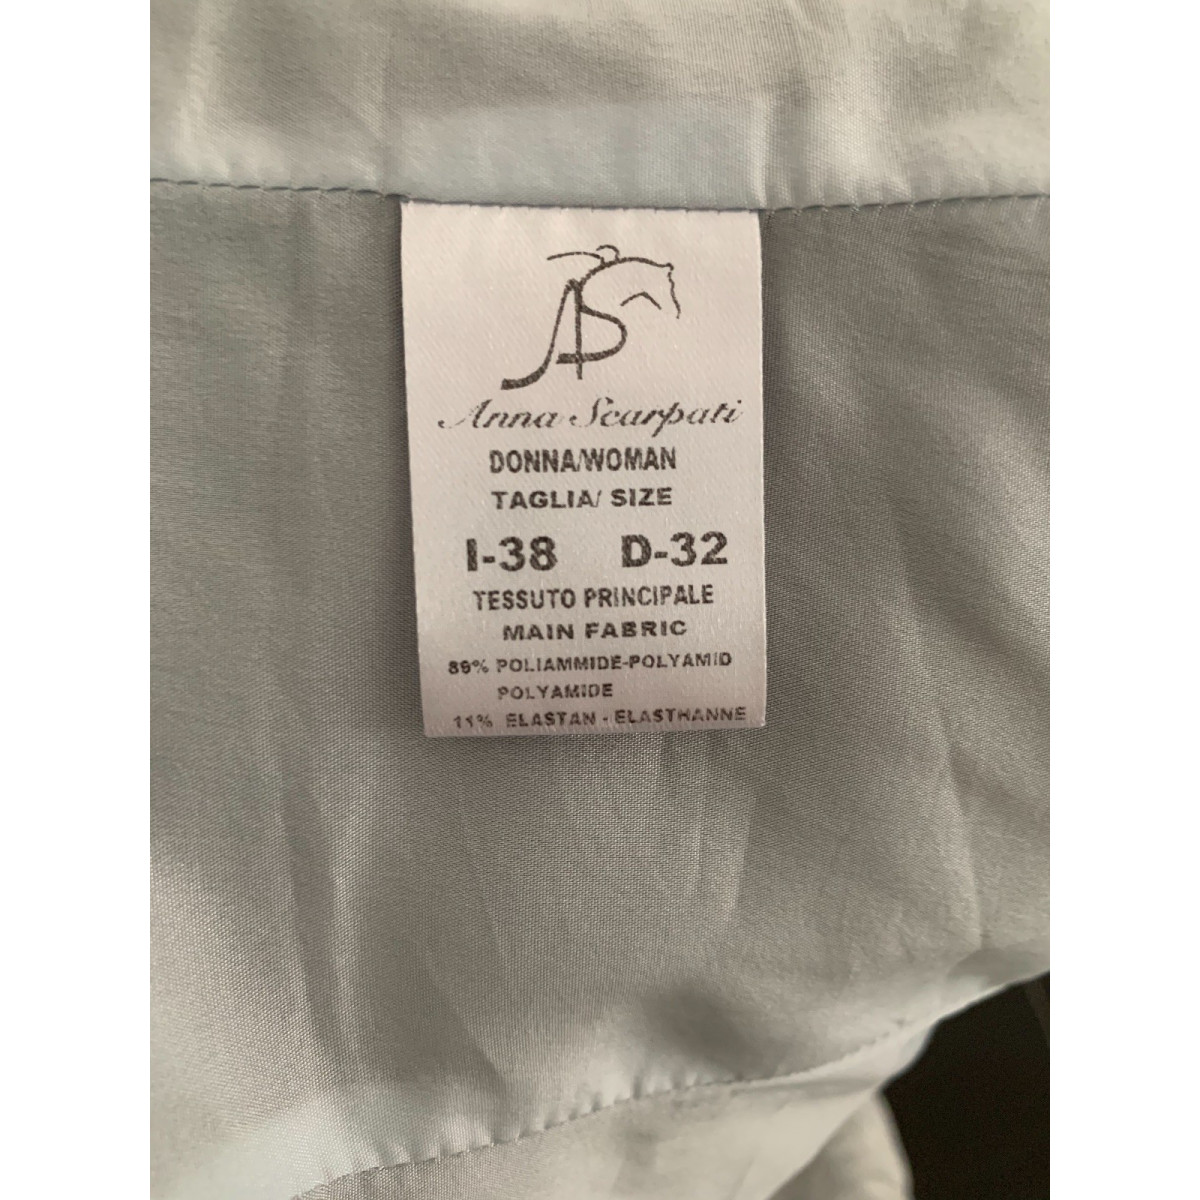 AS
Anna Scarpati
DONNA/WOMAN
TAGLIA/ SIZE
I-38 D-32
TESSUTO PRINCIPALE
MAIN FABRIC
89% POLIAMMIDE-POLYAMID
POLYAMIDE
11% ELASTAN - ELASTHANNE